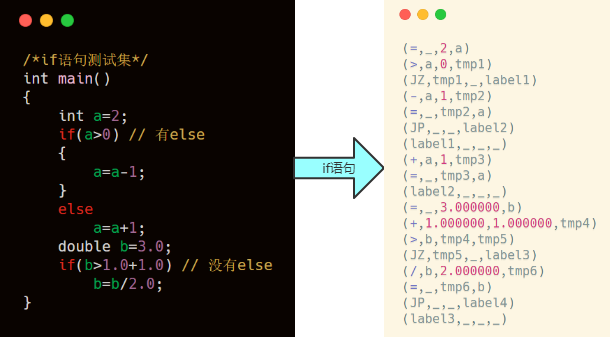 /*if语句测试集*/
int main()
{
int a=2;
if(a>0) // 有else
{
a=a-1;
}
else
a=a+1;
double b=3.0;
if(b>1.0+1.0) // 没有else
b=b/2.0;
}
if语句
(=,_,2,a)
(>,a,0,tmp1)
(JZ,tmp1,_,label1)
(-,a,1,tmp2)
(=,_,tmp2,a)
(JP,_,_,label2)
(label1,_,_,_)
(+,a,1,tmp3)
(=,_,tmp3,a)
(label2,_,_,_)
(=,_,3.000000,b)
(+,1.000000,1.000000,tmp4)
(>,b,tmp4,tmp5)
(JZ,tmp5,_,label3)
(/,b,2.000000,tmp6)
(=,_,tmp6,b)
(JP,_,_,label4)
(label3,_,_,_)